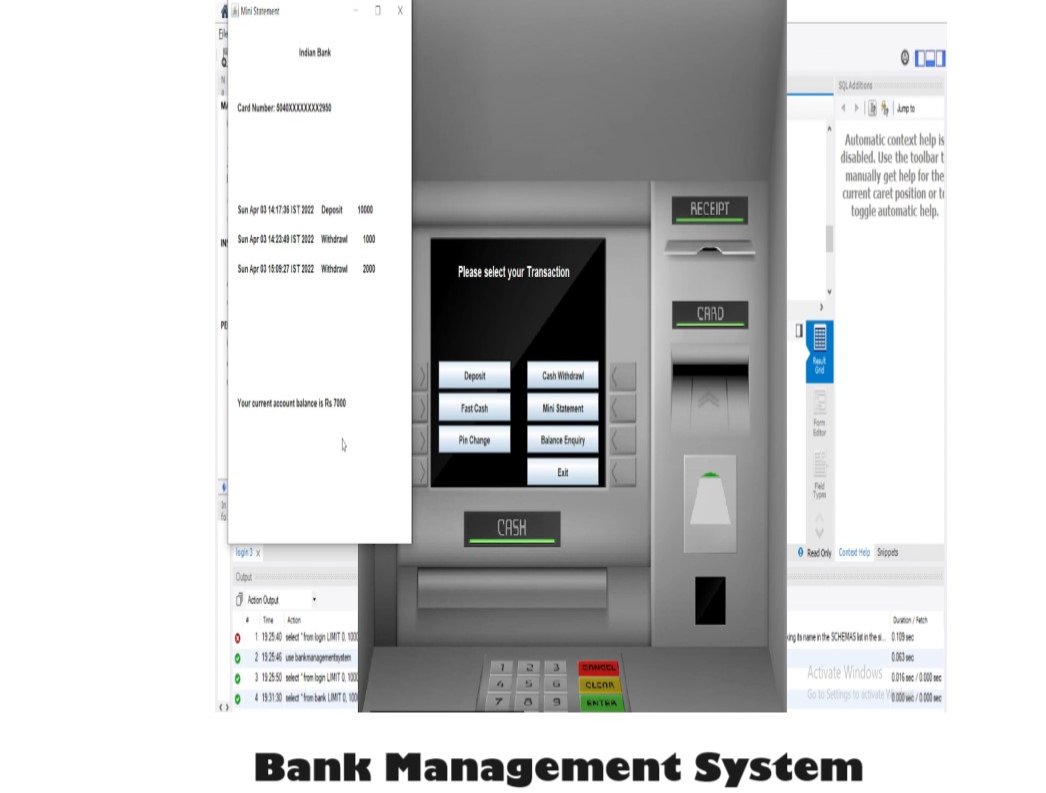 Mini Statement
Indian Bank
Card Number: 5040XXXXXXXX2950
Sun Apr 03 14:17:36 IST 2022 Deposit 10000
Sun Apr 03 14:23:49 IST 2022 Withdrawl 1000
Sun Apr 03 15:09:27 IST 2022 Withdrawl 2000
Your current account balance is Rs 7000
Please select your Transaction
Deposit Cash Withdrawl
Fast Cash Mini Statement
Pin Change Balance Enquiry
Exit
CASH
RECEIPT
CARD
1 2 3 CANCEL
4 5 6 CLEAR
7 8 9 ENTER
SQLAdditions
Jump to
Automatic context help is
disabled. Use the toolbar t
manually get help for the
current caret position or to
toggle automatic help.
Result
Grid
Form
Editor
Field
Types
Read Only Context Help Snippets
login 3 x
Output
Action Output
# Time Action Duration / Fetch
1 19:25:40 select * from login LIMIT 0, 1000 king its name in the SCHEMAS list in the si... 0.109 sec
2 19:25:46 use bankmanagementsystem 0.063 sec
3 19:25:50 select * from login LIMIT 0, 1000 0.016 sec / 0.000 sec
4 19:31:30 select * from bank LIMIT 0, 1000 0.000 sec / 0.000 sec
Activate Windows
Go to Settings to activate
Bank Management System